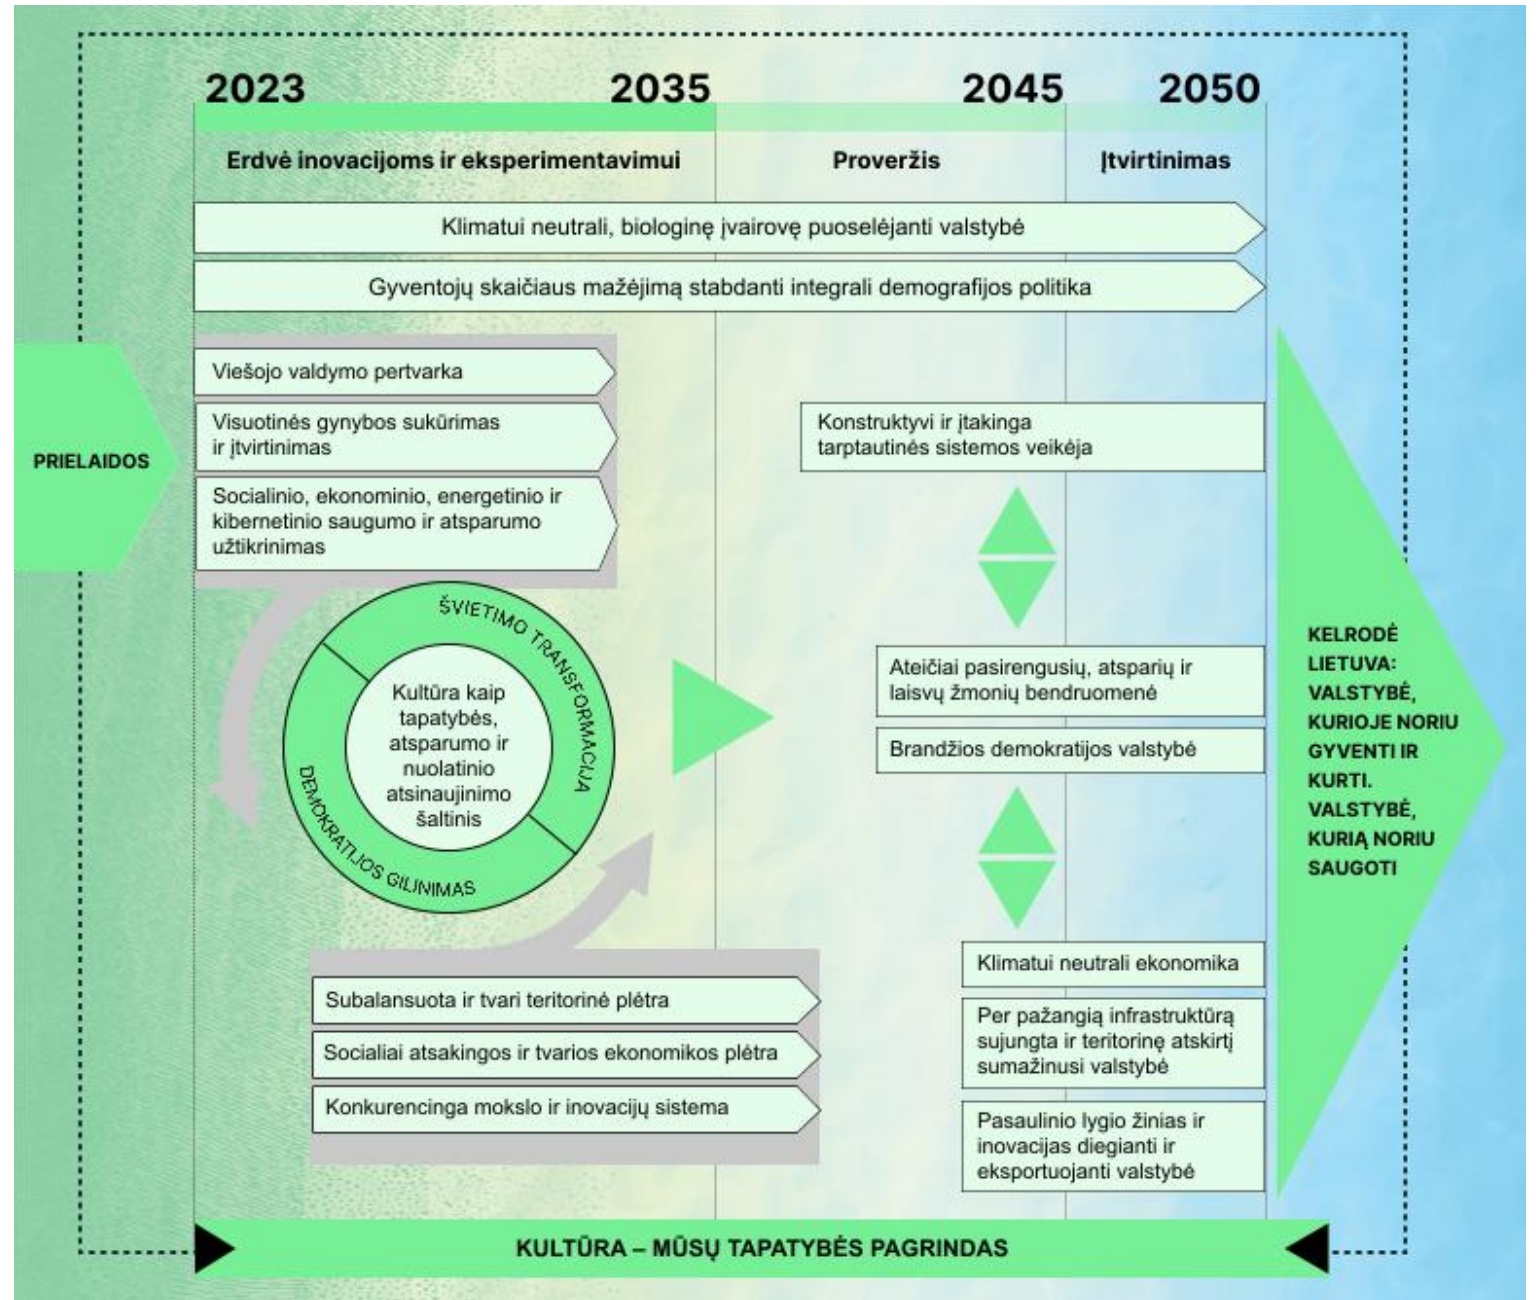 2023
2035
2045
2050
Erdvė inovacijoms ir eksperimentavimui
Proveržis
Įtvirtinimas
Klimatui neutrali, biologinę įvairovę puoselėjanti valstybė
Gyventojų skaičiaus mažėjimą stabdanti integrali demografijos politika
PRIELAIDOS
Viešojo valdymo pertvarka
Visuotinės gynybos sukūrimas
ir įtvirtinimas
Socialinio, ekonominio, energetinio ir
kibernetinio saugumo ir atsparumo
užtikrinimas
ŠVIETIMO TRANSFORMACIJA
DEMOKRATIJOS GILINIMAS
Kultūra kaip
tapatybės,
atsparumo ir
nuolatinio
atsinaujinimo
šaltinis
Subalansuota ir tvari teritorinė plėtra
Socialiai atsakingos ir tvarios ekonomikos plėtra
Konkurencinga mokslo ir inovacijų sistema
Konstruktyvi ir įtakinga
tarptautinės sistemos veikėja
Ateičiai pasirengusių, atsparių ir
laisvų žmonių bendruomenė
Brandžios demokratijos valstybė
Klimatui neutrali ekonomika
Per pažangią infrastruktūrą
sujungta ir teritorinę atskirtį
sumažinusi valstybė
Pasaulinio lygio žinias ir
inovacijas diegianti ir
eksportuojanti valstybė
KELRODĖ
LIETUVA:
VALSTYBĖ,
KURIOJE NORIU
GYVENTI IR
KURTI.
VALSTYBĖ,
KURIĄ NORIU
SAUGOTI
KULTŪRA – MŪSŲ TAPATYBĖS PAGRINDAS